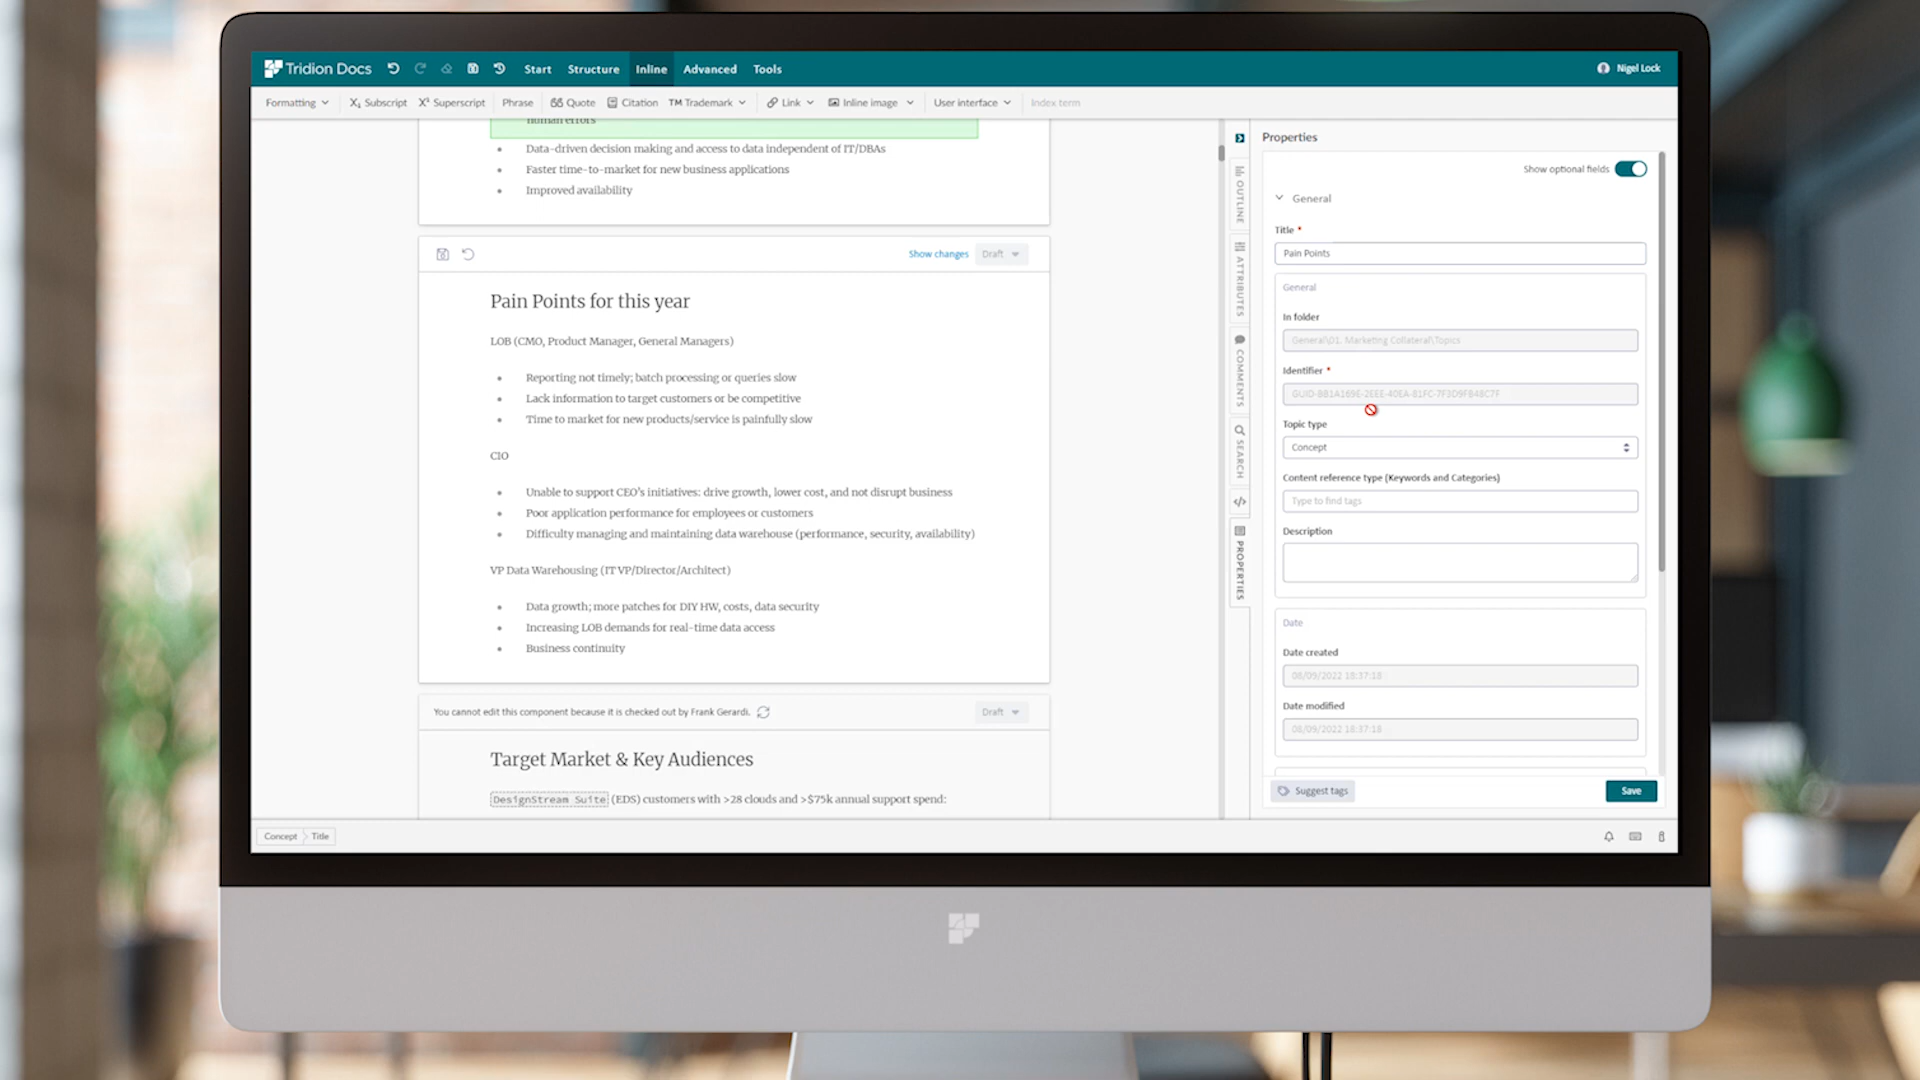 Tridion Docs
Start
Structure
Inline
Advanced
Tools
Nigel Lock
Formatting
X₁ Subscript
X² Superscript
Phrase
Quote
Citation
TM Trademark
Link
Inline image
User interface
Index term
human errors
• Data-driven decision making and access to data independent of IT/DBAs
• Faster time-to-market for new business applications
• Improved availability
Show changes
Draft
Pain Points for this year
LOB (CMO, Product Manager, General Managers)
• Reporting not timely; batch processing or queries slow
• Lack information to target customers or be competitive
• Time to market for new products/service is painfully slow
CIO
• Unable to support CEO's initiatives: drive growth, lower cost, and not disrupt business
• Poor application performance for employees or customers
• Difficulty managing and maintaining data warehouse (performance, security, availability)
VP Data Warehousing (IT VP/Director/Architect)
• Data growth; more patches for DIY HW, costs, data security
• Increasing LOB demands for real-time data access
• Business continuity
You cannot edit this component because it is checked out by Frank Gerardi.
Draft
Target Market & Key Audiences
DesignStream Suite (EDS) customers with >28 clouds and >$75k annual support spend:
Concept
Title
OUTLINE
ATTRIBUTES
COMMENTS
SEARCH
</>
PROPERTIES
Properties
Show optional fields
General
Title *
Pain Points
General
In folder
General\01. Marketing Collateral\Topics
Identifier *
GUID-BB1A169E-2EEE-40EA-81FC-7F3D9FB48C7F
Topic type
Concept
Content reference type (Keywords and Categories)
Type to find tags
Description
Date
Date created
08/09/2022 18:37:18
Date modified
08/09/2022 18:37:18
Suggest tags
Save